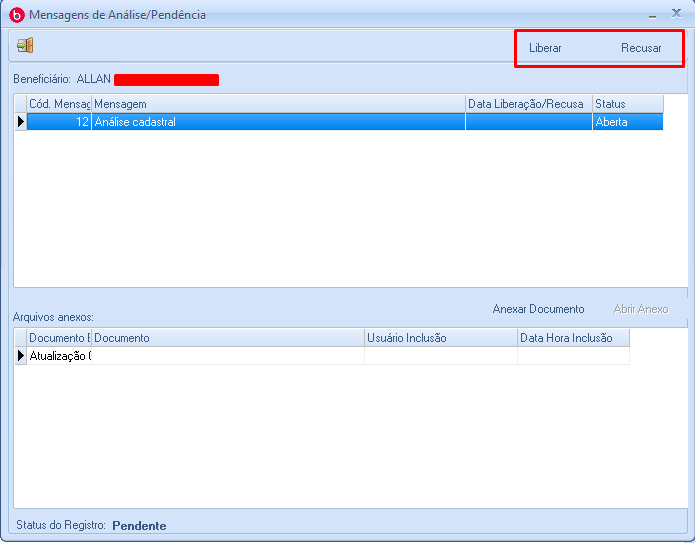 Mensagens de Análise/Pendência
Liberar Recusar
Beneficiário: ALLAN
Cód. Mensag Mensagem Data Liberação/Recusa Status
12 Análise cadastral Aberta
Anexar Documento Abrir Anexo
Arquivos anexos:
Documento E Documento Usuário Inclusão Data Hora Inclusão
Atualização (
Status do Registro: Pendente